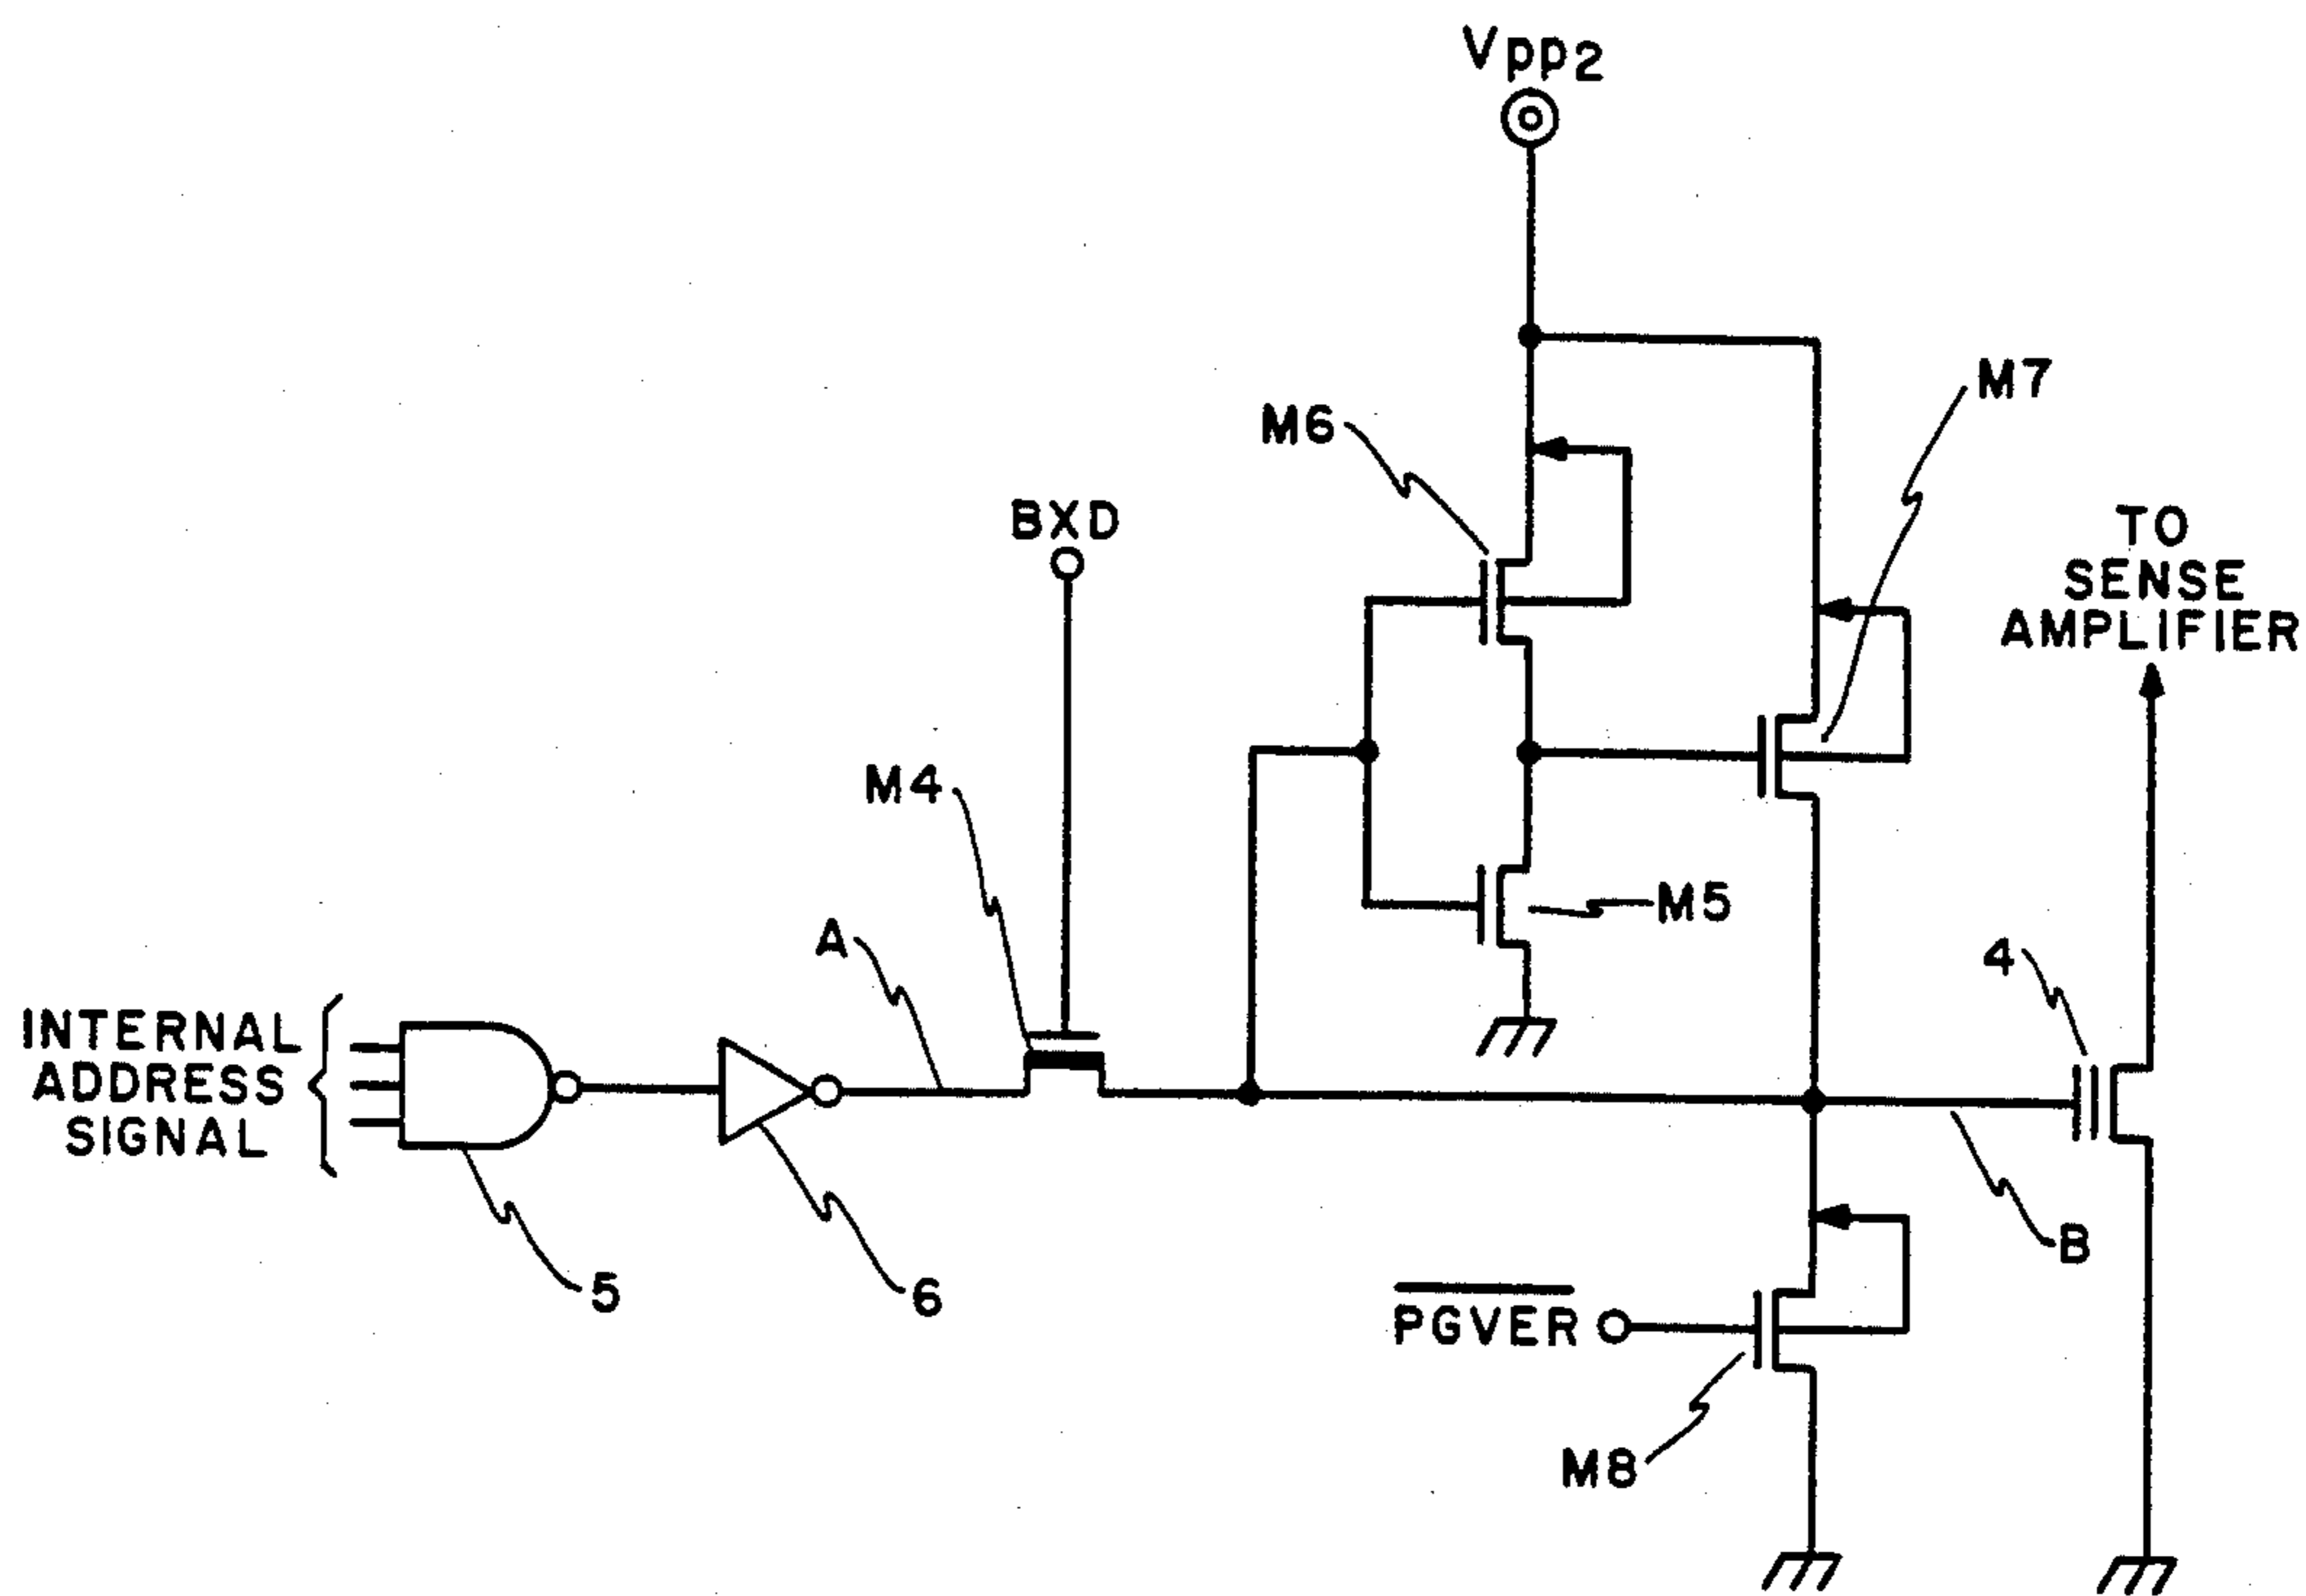 Vpp2
M7
M6
BXD
TO
SENSE
AMPLIFIER
M4
M5
A
4
INTERNAL
ADDRESS
SIGNAL
B
5
6
PGVER
M8